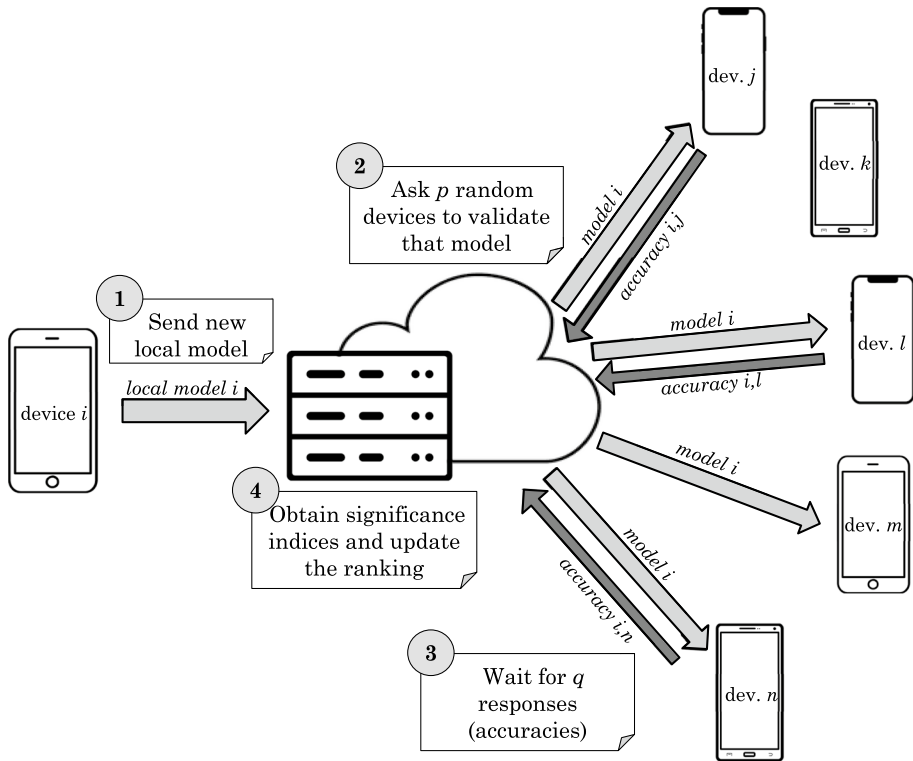 1
Send new
local model
device i
local model i
2
Ask p random
devices to validate
that model
model i
accuracy i,j
dev. j
dev. k
model i
accuracy i,l
dev. l
model i
dev. m
model i
accuracy i,n
dev. n
3
Wait for q
responses
(accuracies)
4
Obtain significance
indices and update
the ranking